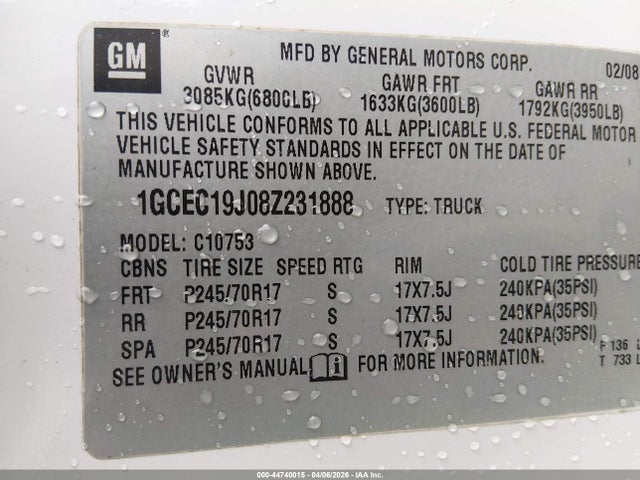 GM ®
MFD BY GENERAL MOTORS CORP. 02/08
GVWR GAWR FRT GAWR RR
3085KG(6800LB) 1633KG(3600LB) 1792KG(3950LB)
THIS VEHICLE CONFORMS TO ALL APPLICABLE U.S. FEDERAL MOTOR
VEHICLE SAFETY STANDARDS IN EFFECT ON THE DATE OF
MANUFACTURE SHOWN ABOVE.
1GCEC19J08Z231888 TYPE: TRUCK
MODEL: C10753
CBNS TIRE SIZE SPEED RTG RIM COLD TIRE PRESSURE
FRT P245/70R17 S 17X7.5J 240KPA(35PSI)
RR P245/70R17 S 17X7.5J 240KPA(35PSI)
SPA P245/70R17 S 17X7.5J 240KPA(35PSI)
P 136
T 733 L
SEE OWNER'S MANUAL i FOR MORE INFORMATION.
000-44740015 - 04/06/2026 - IAA Inc.